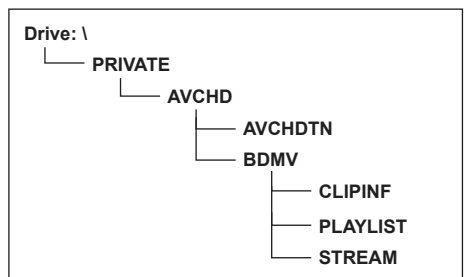 Drive: \
PRIVATE
AVCHD
AVCHDTN
BDMV
CLIPINF
PLAYLIST
STREAM